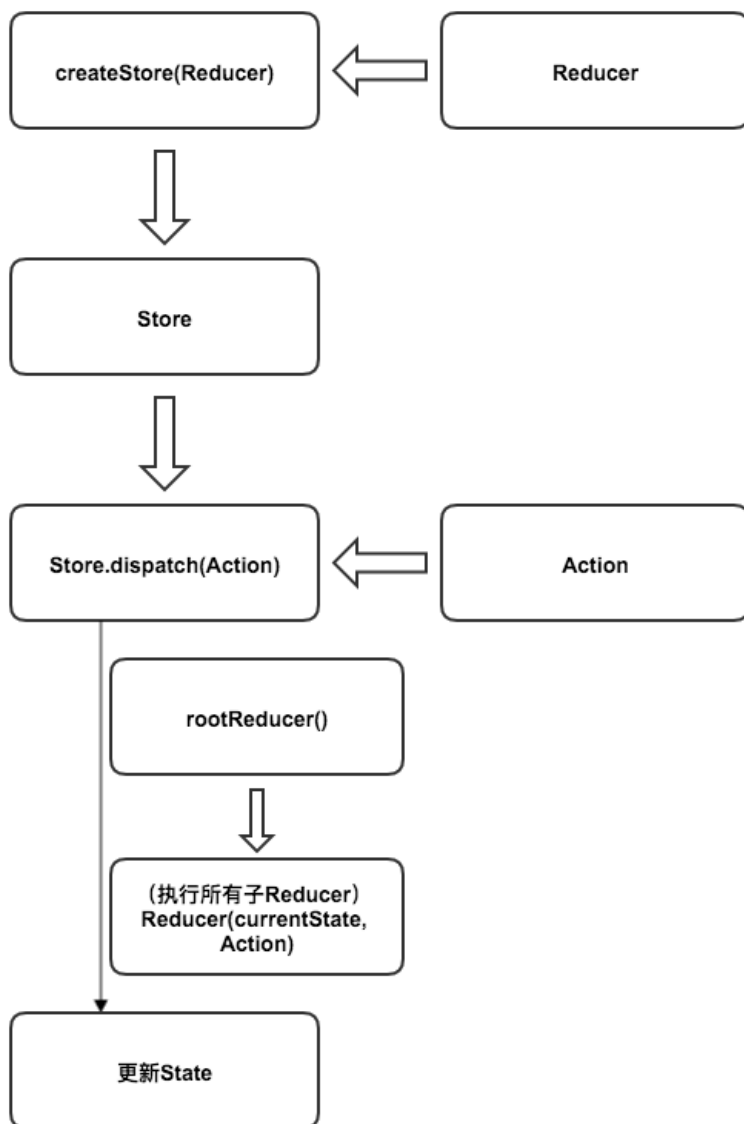 createStore(Reducer)
Reducer
Store
Store.dispatch(Action)
Action
rootReducer()
（执行所有子Reducer）
Reducer(currentState,
Action)
更新State